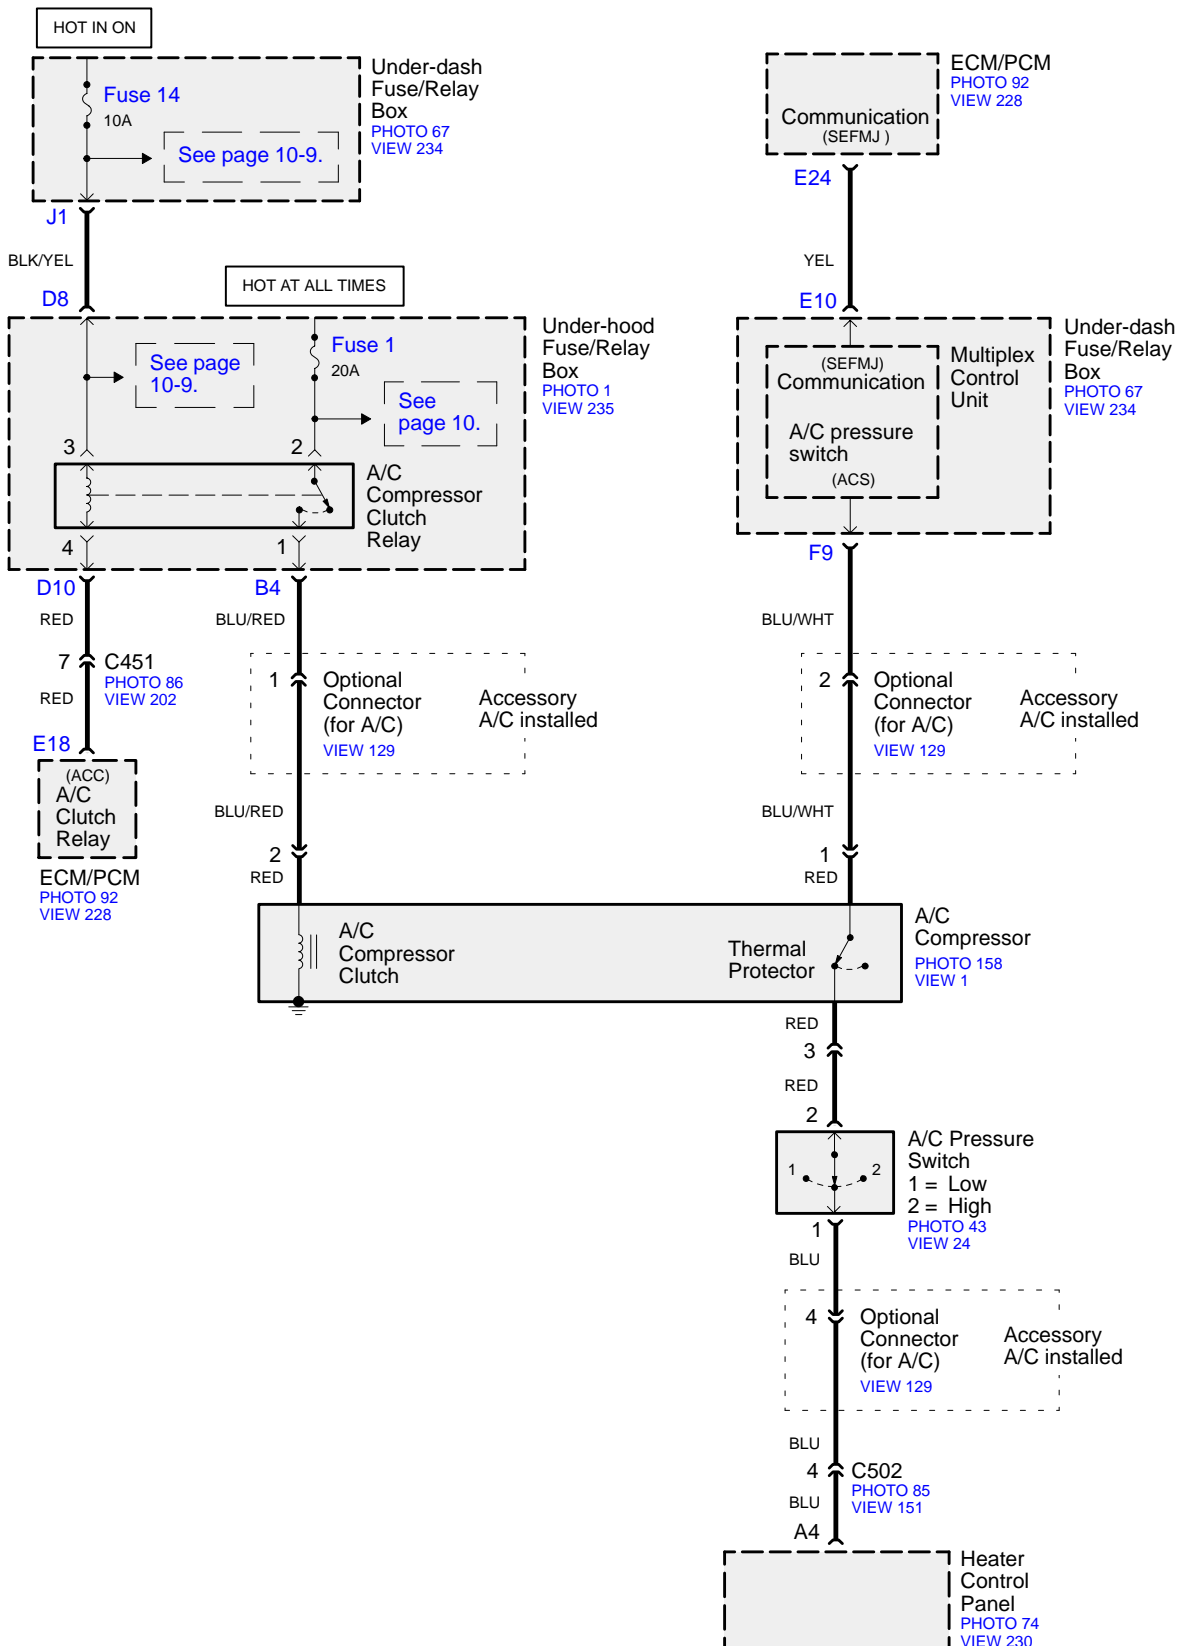 HOT IN ON
Under-dash
Fuse/Relay
Box
PHOTO 67
VIEW 234
Fuse 14
10A
See page 10-9.
J1
BLK/YEL
D8
HOT AT ALL TIMES
Under-hood
Fuse/Relay
Box
PHOTO 1
VIEW 235
See page
10-9.
Fuse 1
20A
See
page 10.
3
2
A/C
Compressor
Clutch
Relay
4
1
D10
B4
RED
BLU/RED
7
C451
PHOTO 86
VIEW 202
RED
E18
(ACC)
A/C
Clutch
Relay
ECM/PCM
PHOTO 92
VIEW 228
1
Optional
Connector
(for A/C)
VIEW 129
Accessory
A/C installed
BLU/RED
2
RED
ECM/PCM
PHOTO 92
VIEW 228
Communication
(SEFMJ )
E24
YEL
E10
Under-dash
Fuse/Relay
Box
PHOTO 67
VIEW 234
(SEFMJ)
Communication
A/C pressure
switch
(ACS)
Multiplex
Control
Unit
F9
BLU/WHT
2
Optional
Connector
(for A/C)
VIEW 129
Accessory
A/C installed
BLU/WHT
1
RED
A/C
Compressor
Clutch
Thermal
Protector
A/C
Compressor
PHOTO 158
VIEW 1
RED
3
RED
2
1
2
A/C Pressure
Switch
1 = Low
2 = High
PHOTO 43
VIEW 24
1
BLU
4
Optional
Connector
(for A/C)
VIEW 129
Accessory
A/C installed
BLU
4
C502
PHOTO 85
VIEW 151
BLU
A4
Heater
Control
Panel
PHOTO 74
VIEW 230